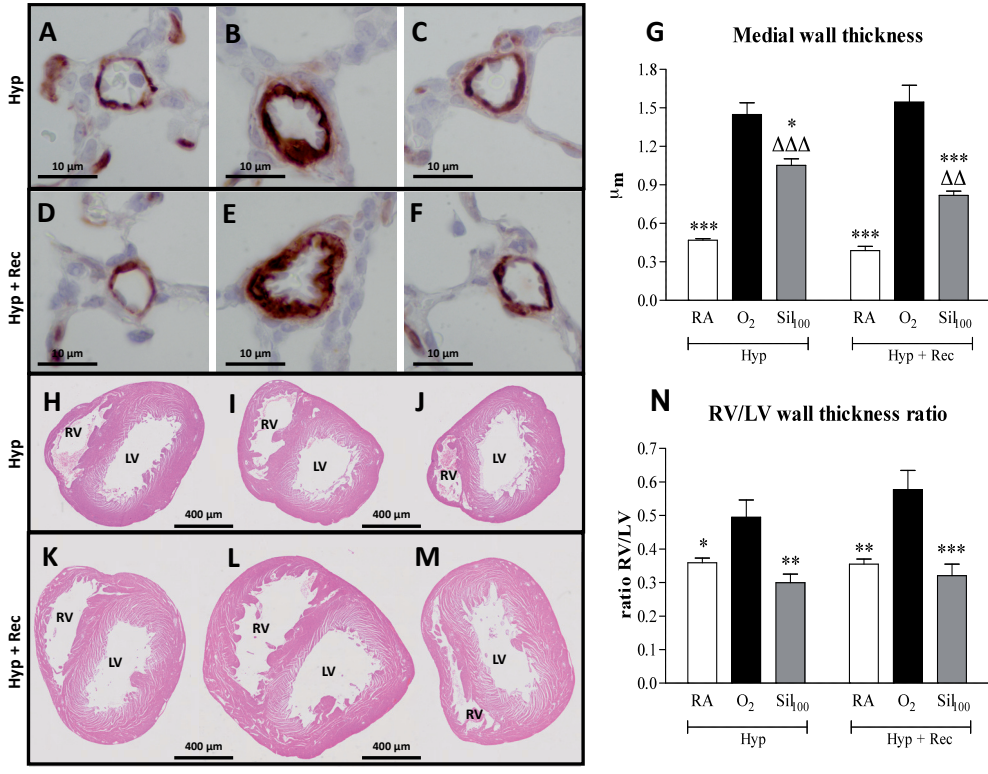 A
B
C
Hyp
10 µm
10 µm
10 µm
D
E
F
Hyp + Rec
10 µm
10 µm
10 µm
H
I
J
Hyp
RV
LV
RV
LV
RV
LV
400 µm
400 µm
400 µm
K
L
M
Hyp + Rec
RV
LV
RV
LV
RV
LV
400 µm
400 µm
400 µm
G
Medial wall thickness
1.8
1.5
1.2
0.9
0.6
0.3
0.0
µm
***
*
ΔΔΔ
***
***
ΔΔ
RA O2 Sil100 RA O2 Sil100
Hyp Hyp + Rec
N
RV/LV wall thickness ratio
0.7
0.6
0.5
0.4
0.3
0.2
0.1
0.0
ratio RV/LV
*
**
**
***
RA O2 Sil100 RA O2 Sil100
Hyp Hyp + Rec